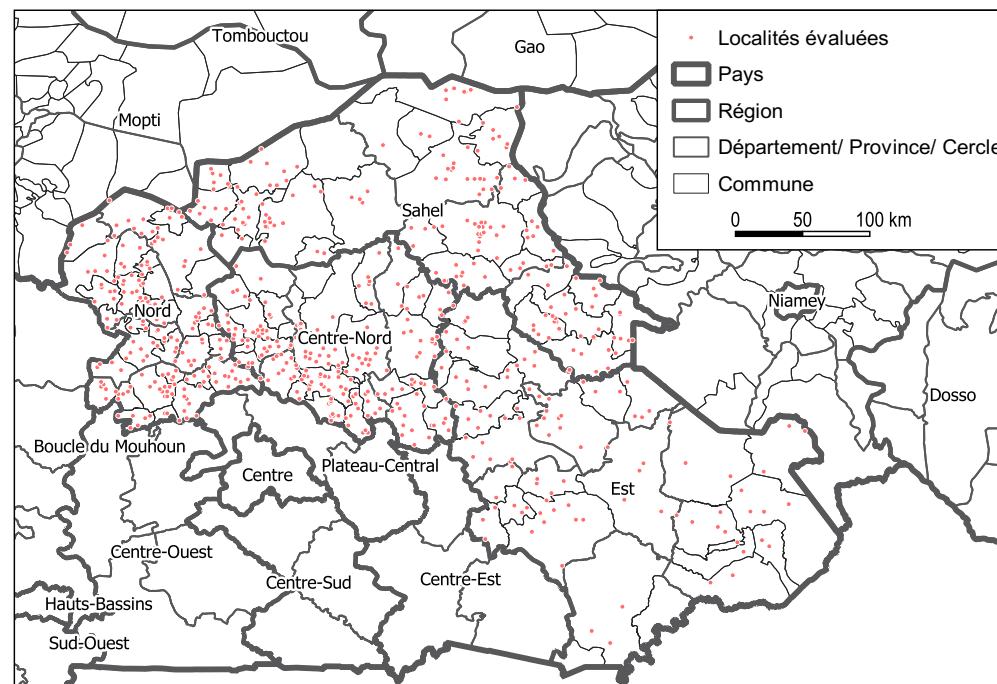 Tombouctou
Gao
Mopti
Localités évaluées
Pays
Région
Département/ Province/ Cercle
Commune
0 50 100 km
Sahel
Niamey
Nord
Centre-Nord
Dosso
Boucle du Mouhoun
Plateau-Central
Centre
Est
Centre-Ouest
Centre-Sud
Centre-Est
Hauts-Bassins
Sud-Ouest